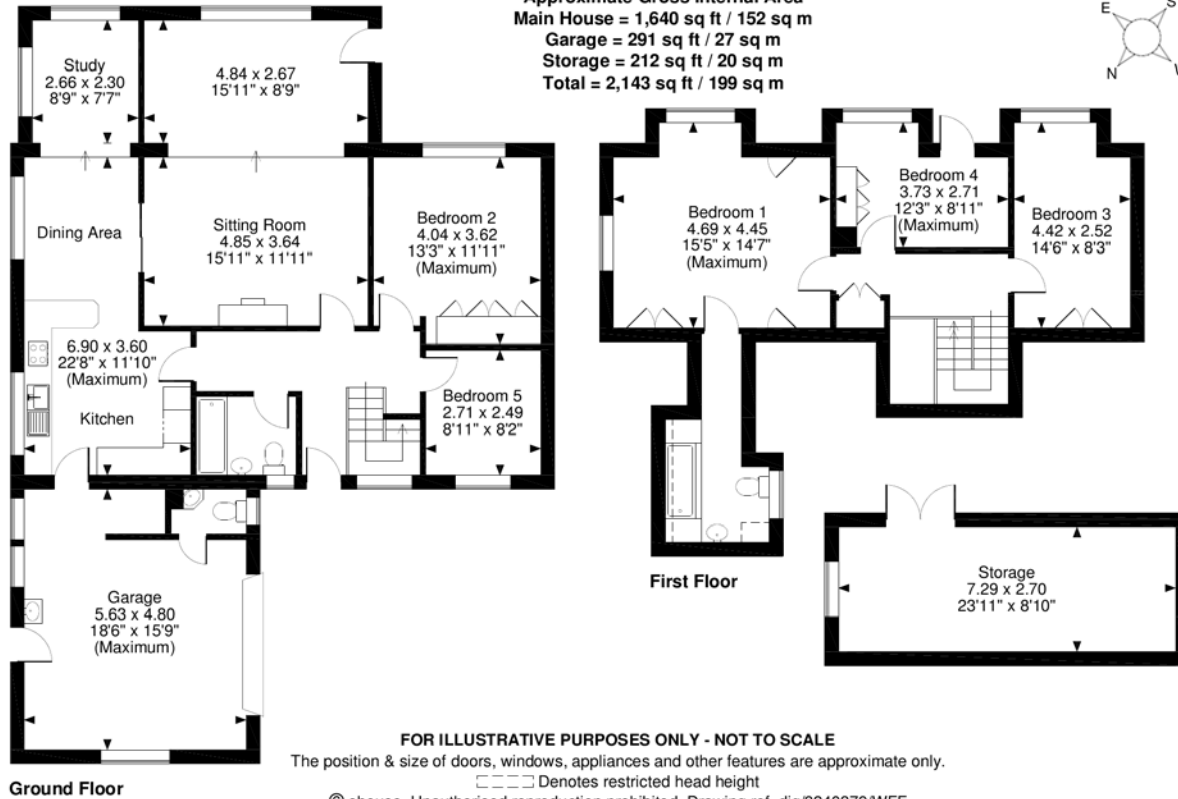 Approximate Gross Internal Area
Main House = 1,640 sq ft / 152 sq m
Garage = 291 sq ft / 27 sq m
Storage = 212 sq ft / 20 sq m
Total = 2,143 sq ft / 199 sq m
E
S
N
W
Study
2.66 x 2.30
8'9" x 7'7"
4.84 x 2.67
15'11" x 8'9"
Dining Area
Sitting Room
4.85 x 3.64
15'11" x 11'11"
Bedroom 2
4.04 x 3.62
13'3" x 11'11"
(Maximum)
6.90 x 3.60
22'8" x 11'10"
(Maximum)
Kitchen
Bedroom 5
2.71 x 2.49
8'11" x 8'2"
Garage
5.63 x 4.80
18'6" x 15'9"
(Maximum)
Ground Floor
Bedroom 1
4.69 x 4.45
15'5" x 14'7"
(Maximum)
Bedroom 4
3.73 x 2.71
12'3" x 8'11"
(Maximum)
Bedroom 3
4.42 x 2.52
14'6" x 8'3"
First Floor
Storage
7.29 x 2.70
23'11" x 8'10"
FOR ILLUSTRATIVE PURPOSES ONLY - NOT TO SCALE
The position & size of doors, windows, appliances and other features are approximate only.
Denotes restricted head height
© ehouse. Unauthorised reproduction prohibited. Drawing ref.